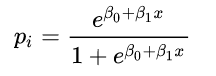 p_i = \frac{e^{\beta_0+\beta_1 x}}{1 + e^{\beta_0+\beta_1 x}}